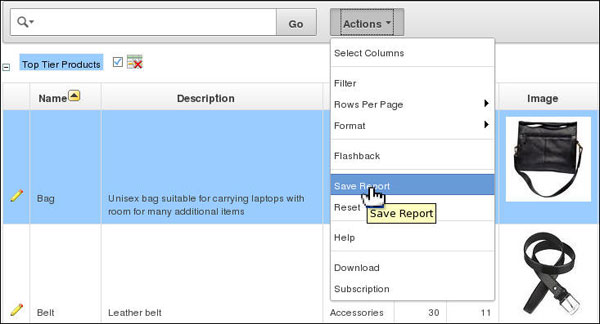 Go
Actions
Select Columns
Top Tier Products
Filter
Name
Description
Rows Per Page
Image
Format
Flashback
Save Report
Bag
Unisex bag suitable for carrying laptops with
room for many additional items
Reset
Save Report
Help
Download
Subscription
Belt
Leather belt
Accessories
30
11